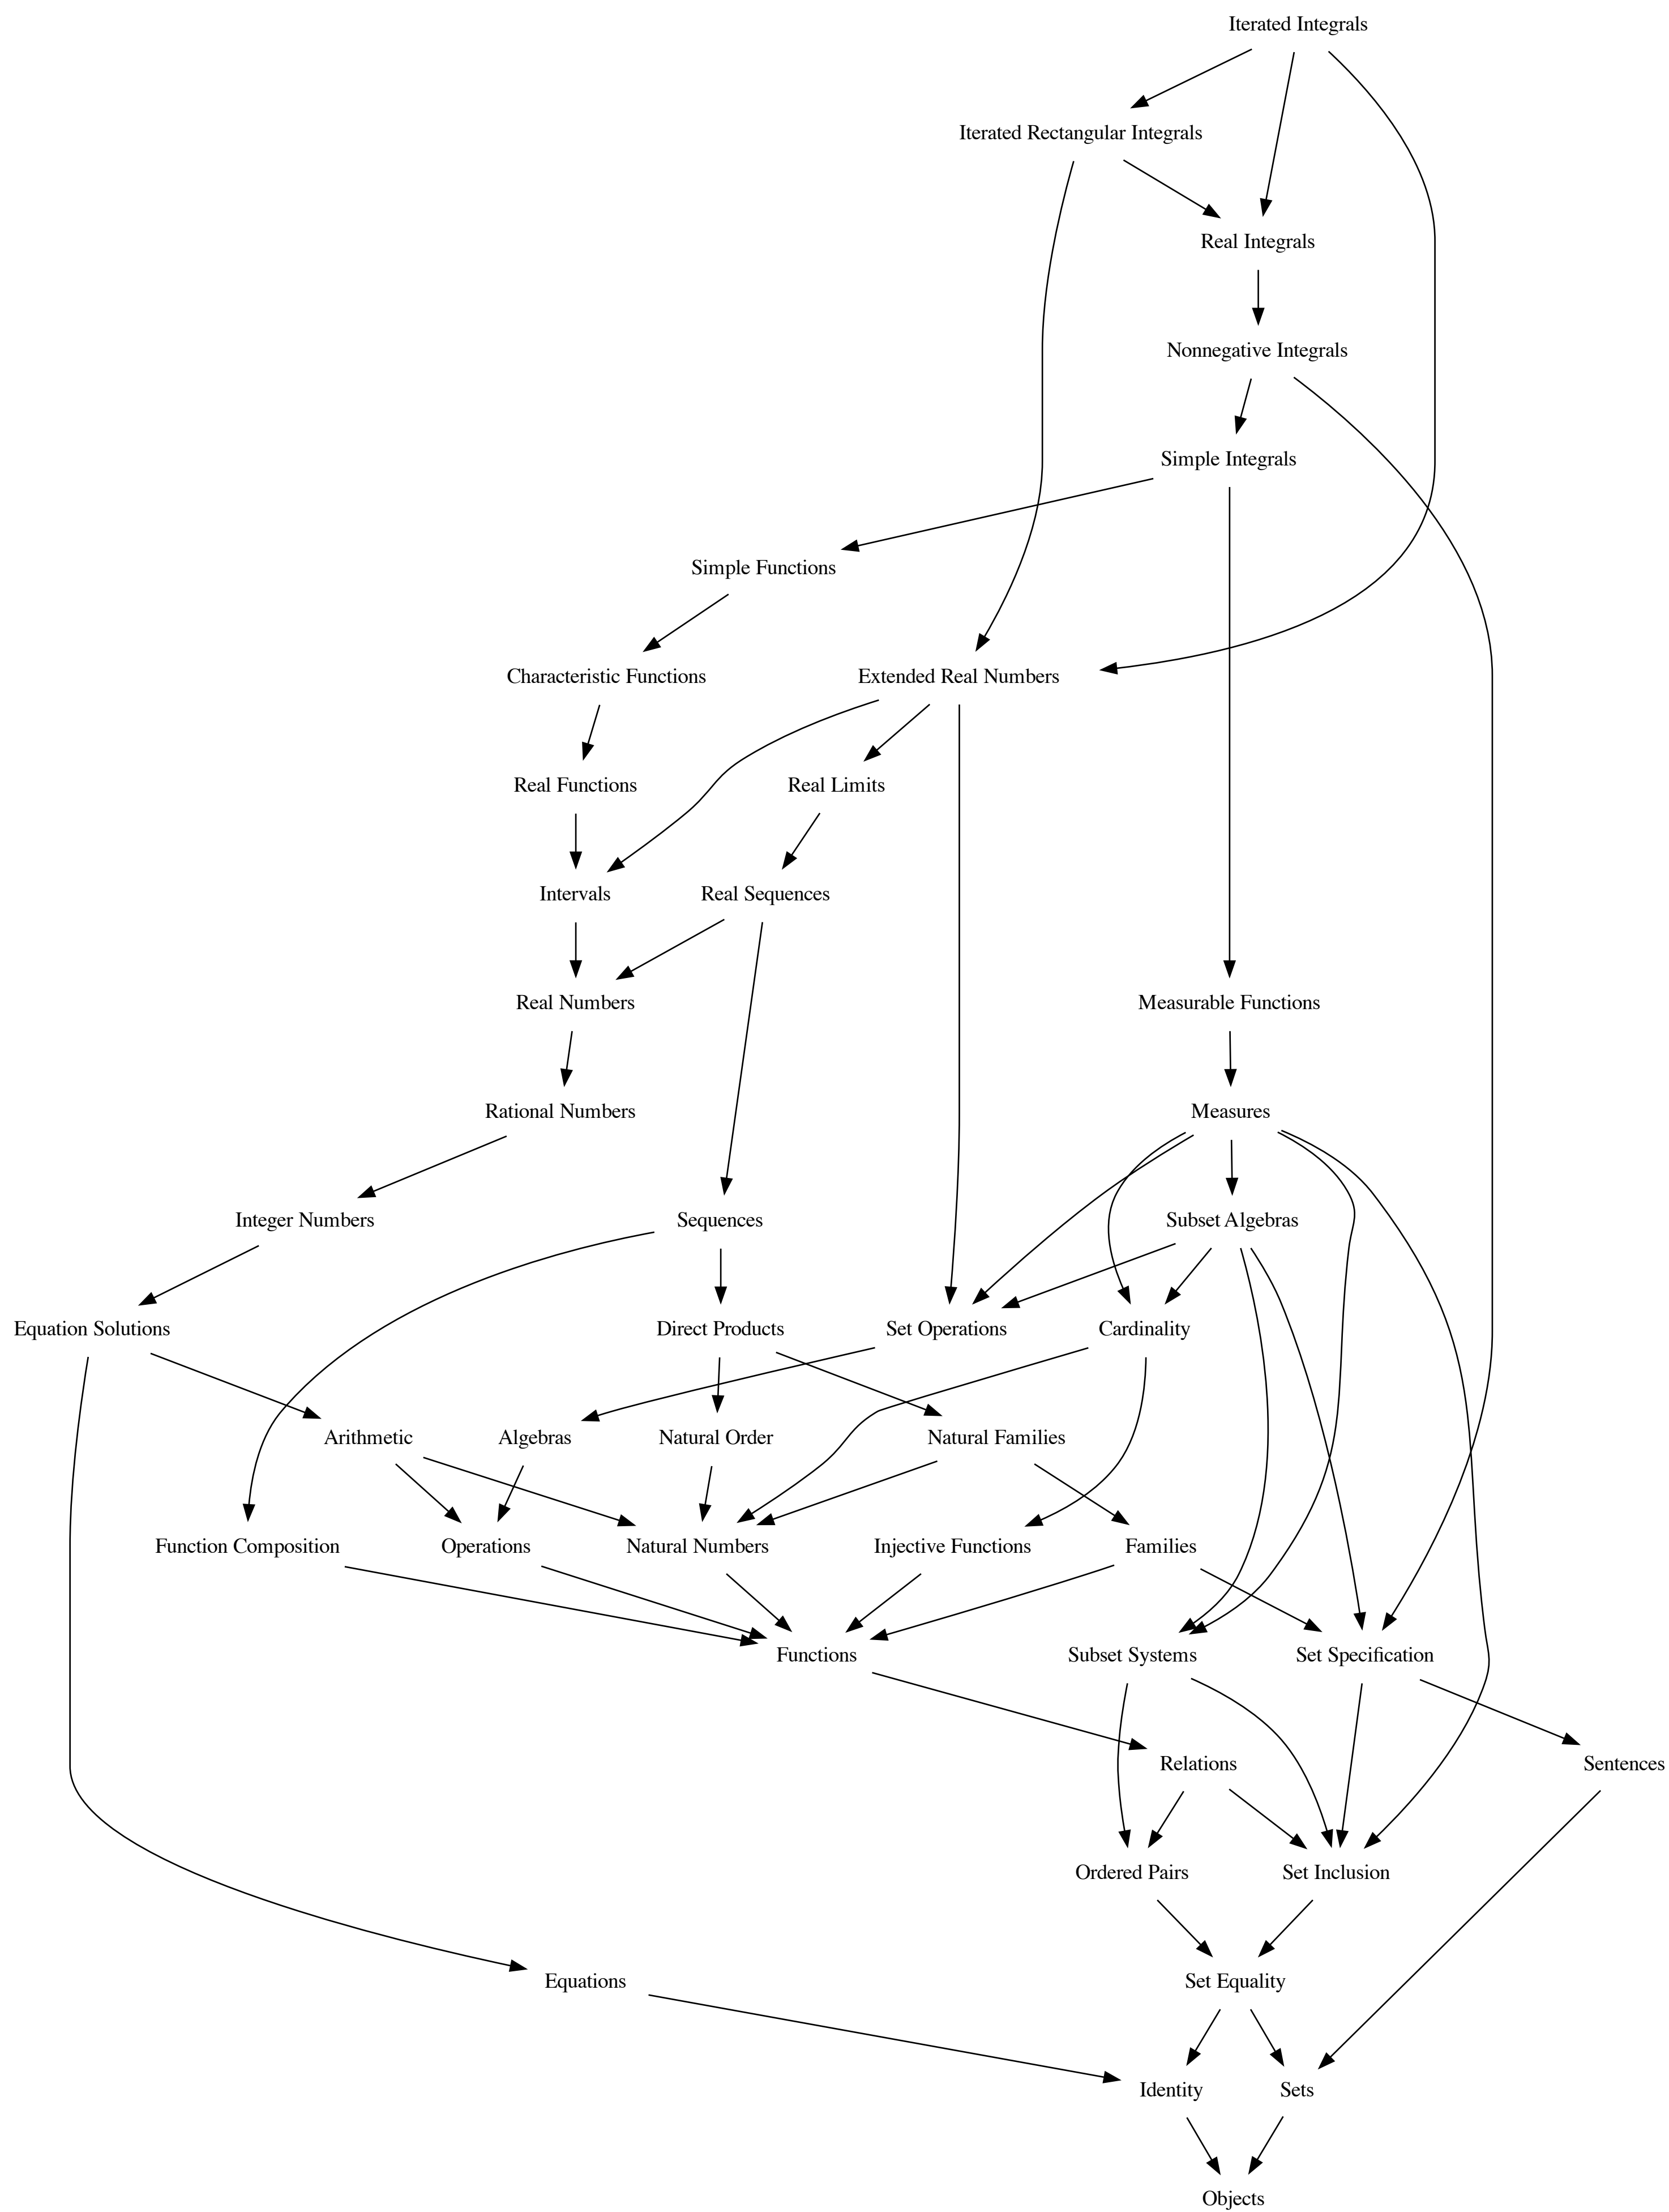 Iterated Integrals
Iterated Rectangular Integrals
Real Integrals
Nonnegative Integrals
Simple Integrals
Simple Functions
Characteristic Functions
Extended Real Numbers
Real Functions
Real Limits
Intervals
Real Sequences
Real Numbers
Measurable Functions
Rational Numbers
Measures
Integer Numbers
Sequences
Subset Algebras
Equation Solutions
Direct Products
Set Operations
Cardinality
Arithmetic
Algebras
Natural Order
Natural Families
Function Composition
Operations
Natural Numbers
Injective Functions
Families
Functions
Subset Systems
Set Specification
Relations
Sentences
Ordered Pairs
Set Inclusion
Equations
Set Equality
Identity
Sets
Objects